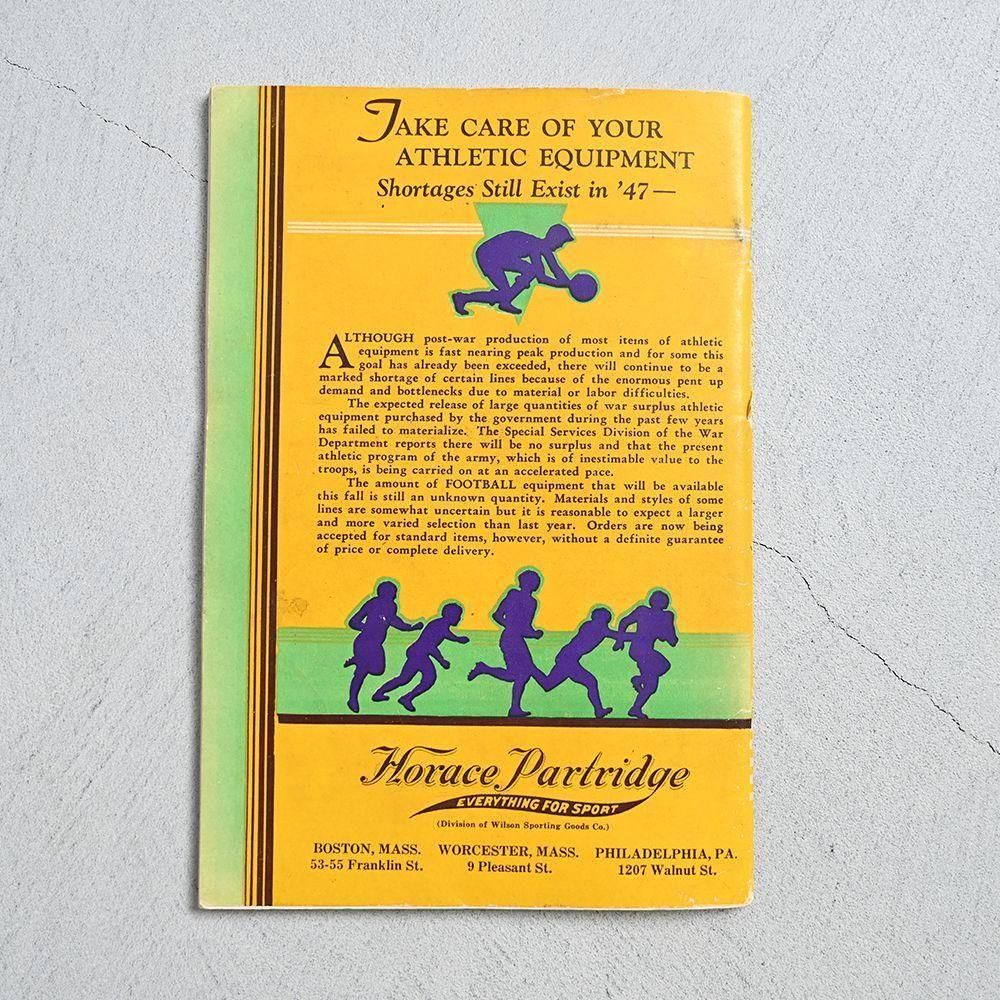 TAKE CARE OF YOUR
ATHLETIC EQUIPMENT
Shortages Still Exist in '47—
ALTHOUGH post-war production of most items of athletic
equipment is fast nearing peak production and for some this
goal has already been exceeded, there will continue to be a
marked shortage of certain lines because of the enormous pent up
demand and bottlenecks due to material or labor difficulties.
The expected release of large quantities of war surplus athletic
equipment purchased by the government during the past few years
has failed to materialize. The Special Services Division of the War
Department reports there will be no surplus and that the present
athletic program of the army, which is of inestimable value to the
troops, is being carried on at an accelerated pace.
The amount of FOOTBALL equipment that will be available
this fall is still an unknown quantity. Materials and styles of some
lines are somewhat uncertain but it is reasonable to expect a larger
and more varied selection than last year. Orders are now being
accepted for standard items, however, without a definite guarantee
of price or complete delivery.
Horace Partridge
EVERYTHING FOR SPORT
(Division of Wilson Sporting Goods Co.)
BOSTON, MASS. WORCESTER, MASS. PHILADELPHIA, PA.
53-55 Franklin St. 9 Pleasant St. 1207 Walnut St.